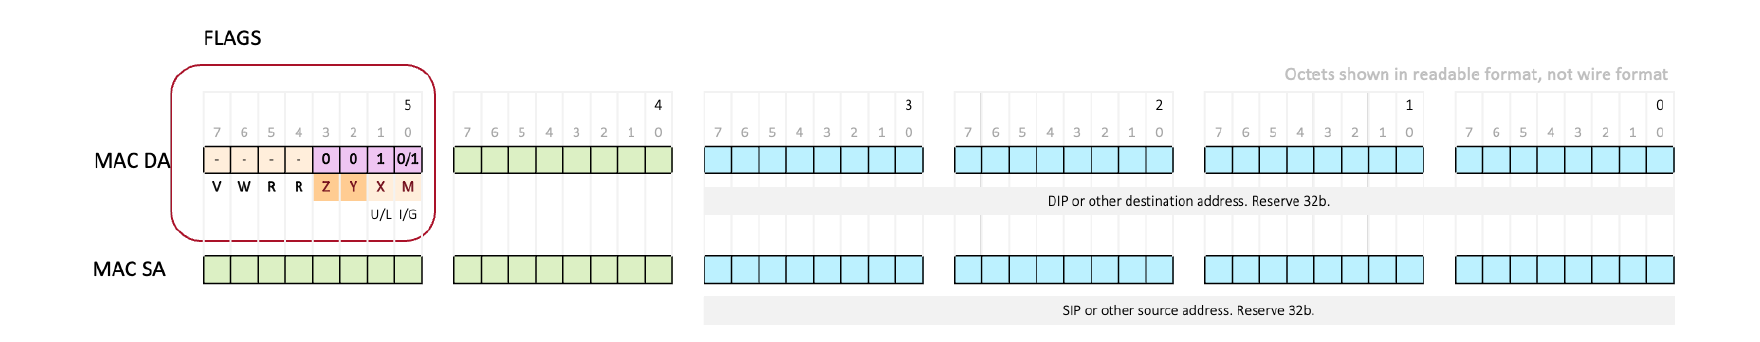 FLAGS
Octets shown in readable format, not wire format
5 4 3 2 1 0
7 6 5 4 3 2 1 0 7 6 5 4 3 2 1 0 7 6 5 4 3 2 1 0 7 6 5 4 3 2 1 0 7 6 5 4 3 2 1 0 7 6 5 4 3 2 1 0
MAC DA - - - - 0 0 1 0/1
V W R R Z Y X M
DIP or other destination address. Reserve 32b.
U/L I/G
MAC SA
SIP or other source address. Reserve 32b.